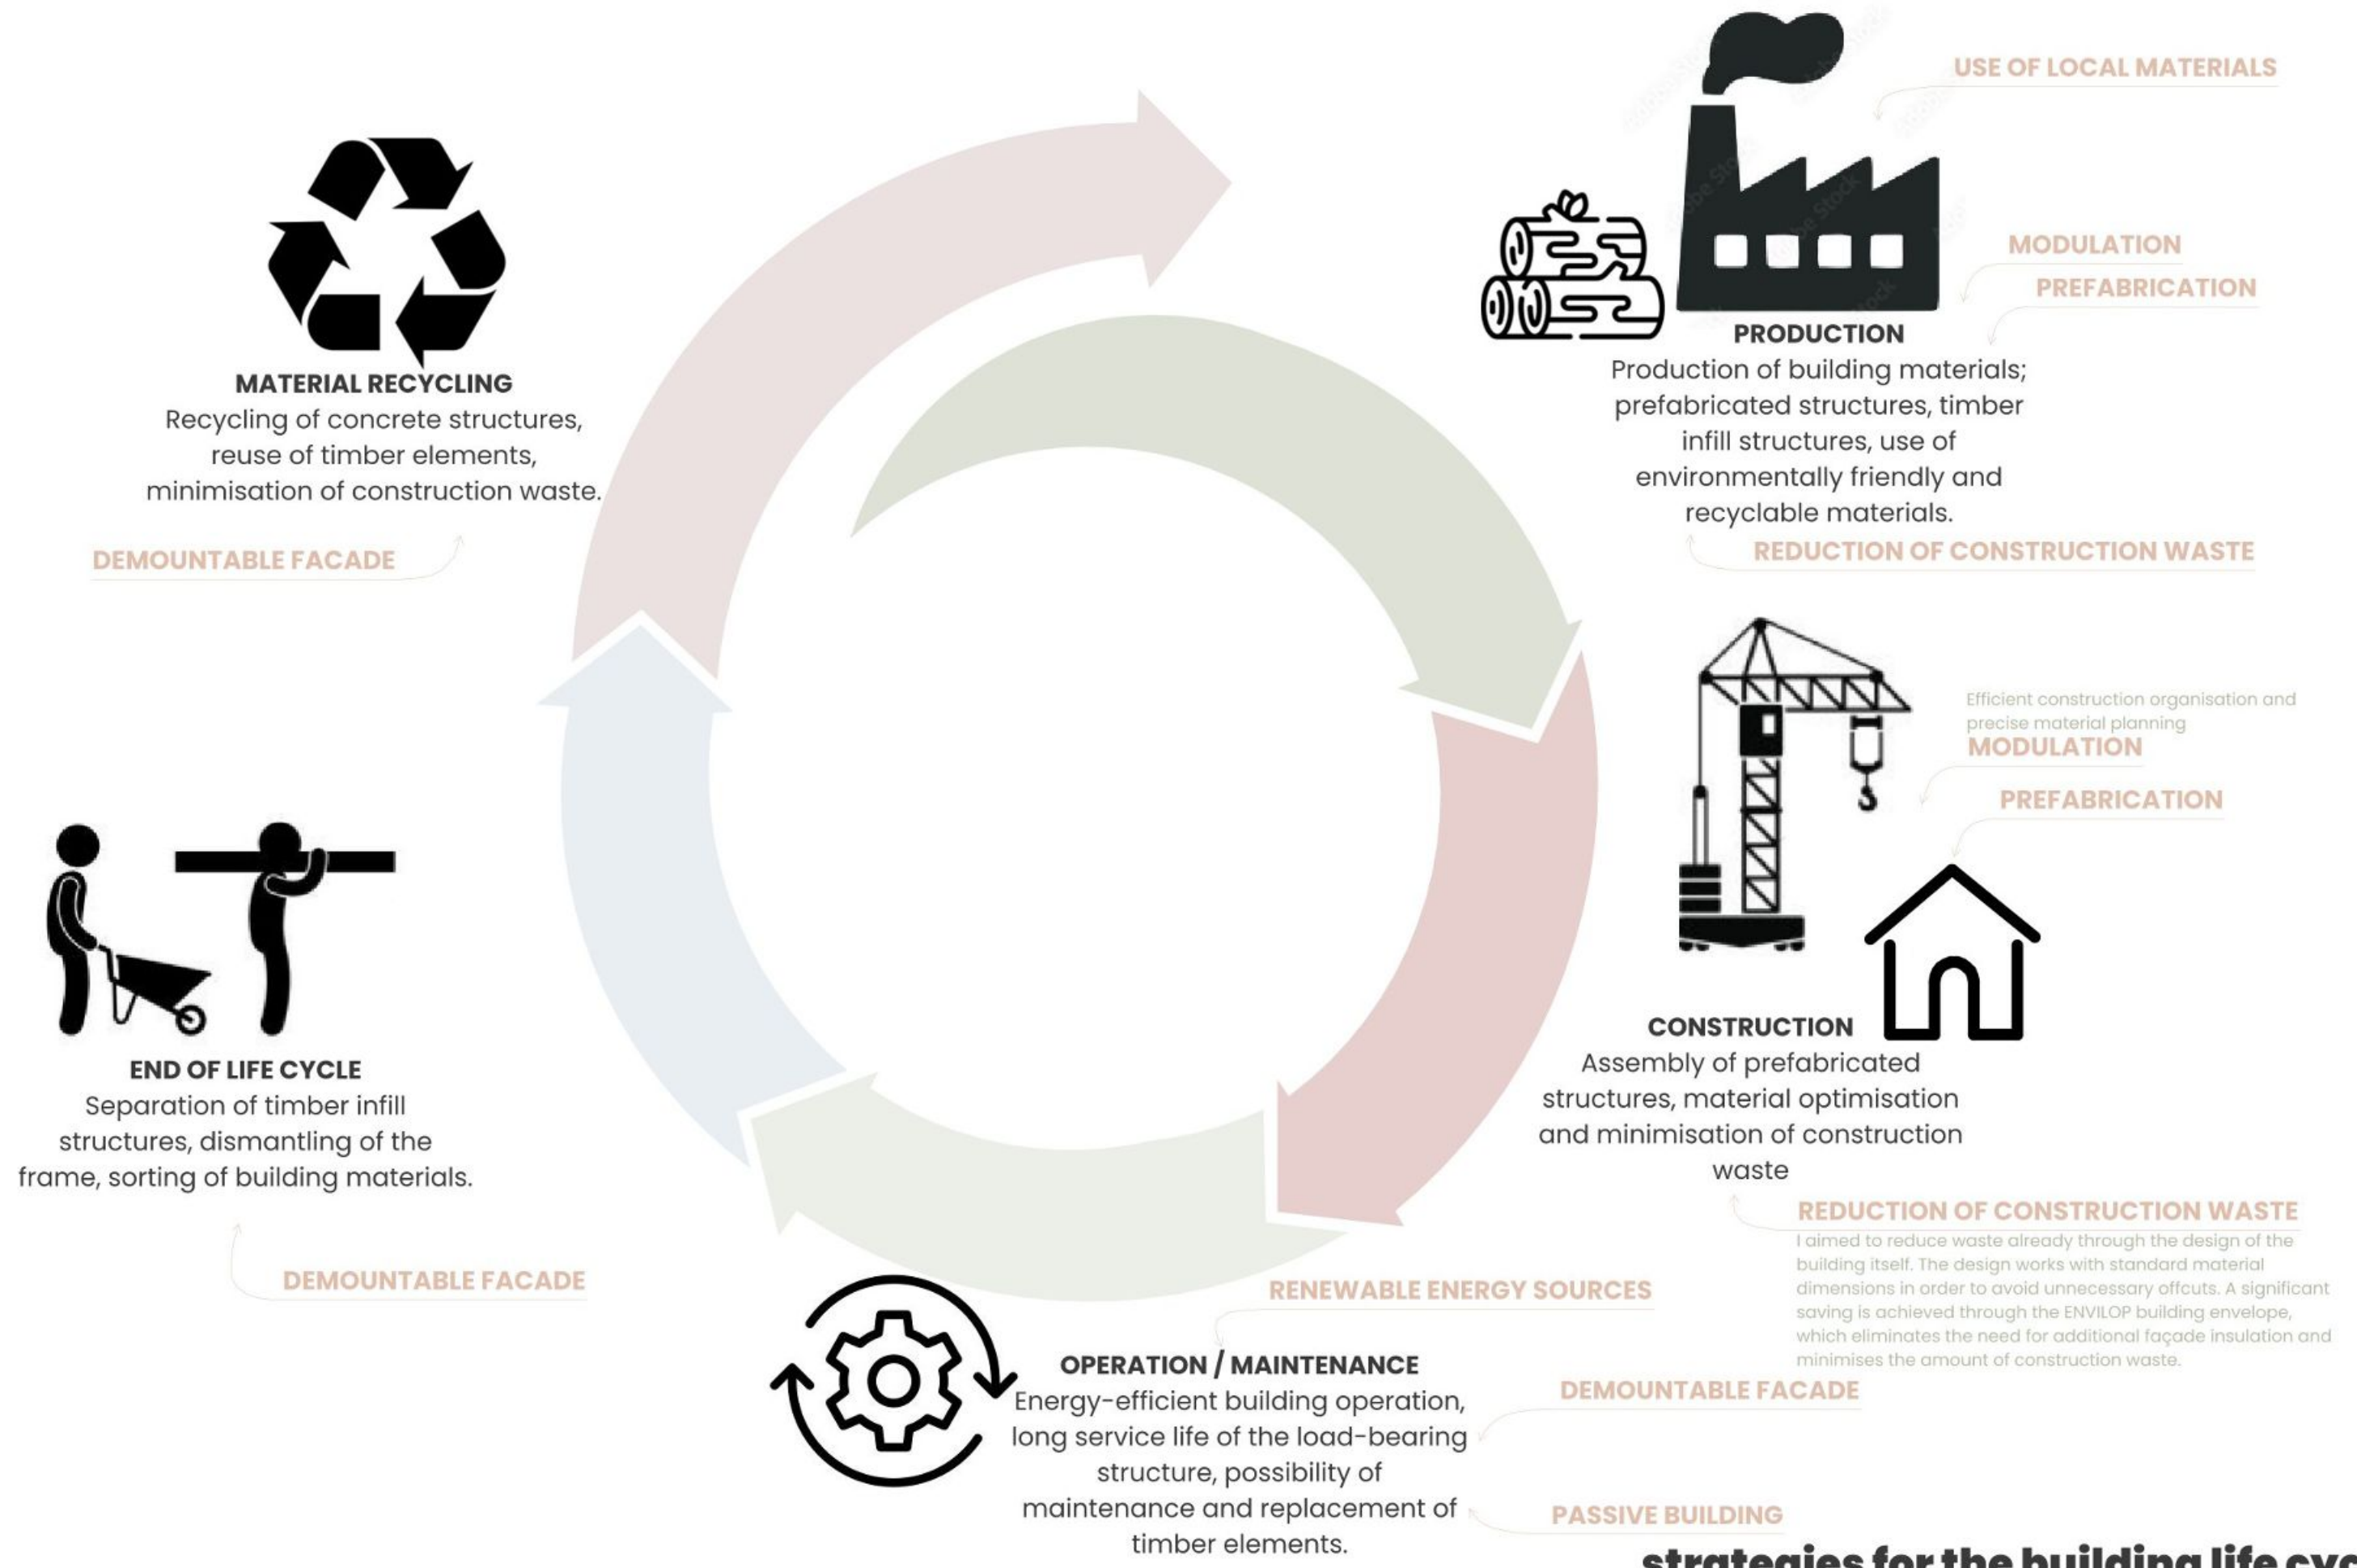 USE OF LOCAL MATERIALS
MODULATION
PREFABRICATION
PRODUCTION
Production of building materials;
prefabricated structures, timber
infill structures, use of
environmentally friendly and
recyclable materials.
REDUCTION OF CONSTRUCTION WASTE
MATERIAL RECYCLING
Recycling of concrete structures,
reuse of timber elements,
minimisation of construction waste.
DEMOUNTABLE FACADE
Efficient construction organisation and
precise material planning
MODULATION
PREFABRICATION
CONSTRUCTION
Assembly of prefabricated
structures, material optimisation
and minimisation of construction
waste
REDUCTION OF CONSTRUCTION WASTE
I aimed to reduce waste already through the design of the
building itself. The design works with standard material
dimensions in order to avoid unnecessary offcuts. A significant
saving is achieved through the ENVILOP building envelope,
which eliminates the need for additional façade insulation and
minimises the amount of construction waste.
END OF LIFE CYCLE
Separation of timber infill
structures, dismantling of the
frame, sorting of building materials.
DEMOUNTABLE FACADE
RENEWABLE ENERGY SOURCES
OPERATION / MAINTENANCE
Energy-efficient building operation,
long service life of the load-bearing
structure, possibility of
maintenance and replacement of
timber elements.
DEMOUNTABLE FACADE
PASSIVE BUILDING
strategies for the building life cyc